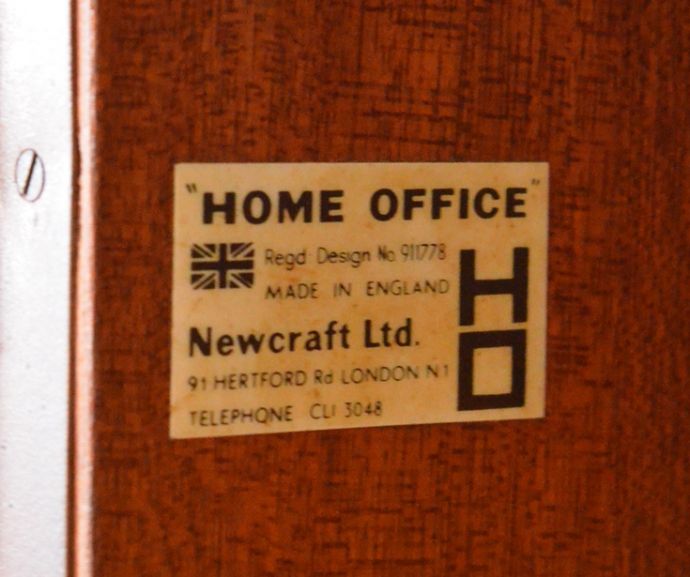 "HOME OFFICE"
Regd Design No. 911778
MADE IN ENGLAND
HO
Newcraft Ltd.
91 HERTFORD Rd LONDON N1
TELEPHONE CLI 3048